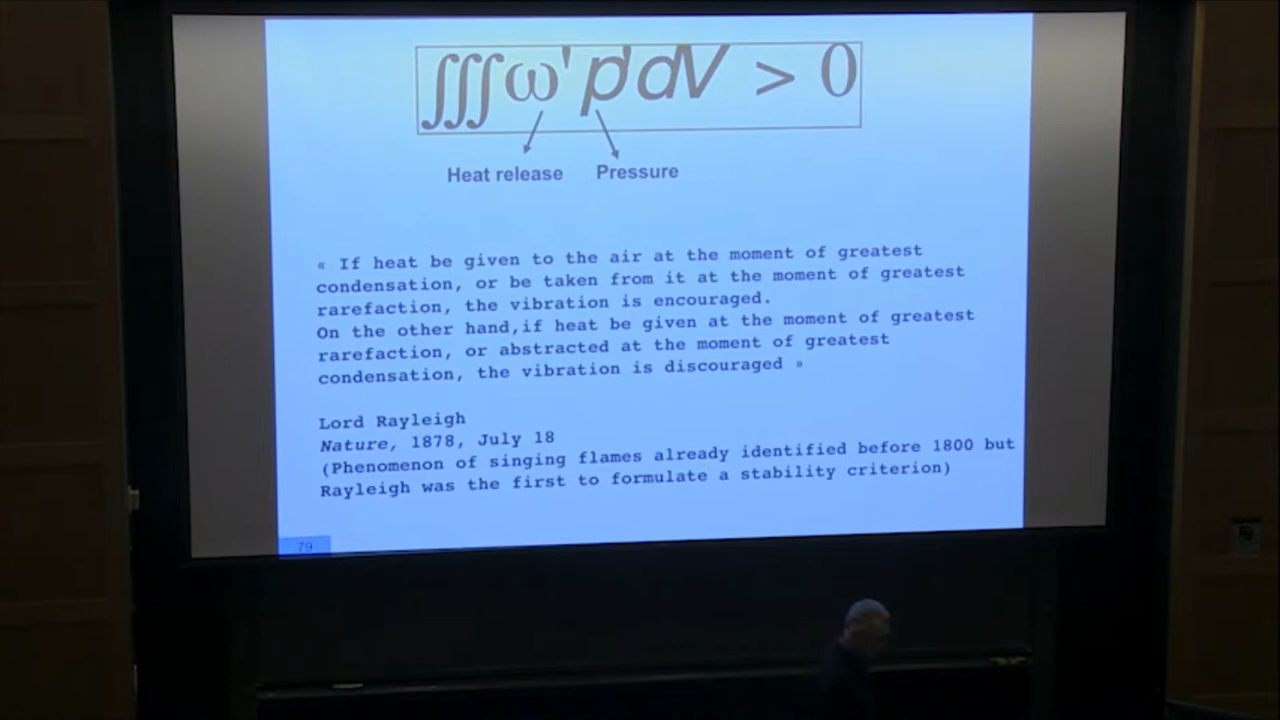 ∭ω'p'dV > 0
Heat release Pressure
« If heat be given to the air at the moment of greatest
condensation, or be taken from it at the moment of greatest
rarefaction, the vibration is encouraged.
On the other hand,if heat be given at the moment of greatest
rarefaction, or abstracted at the moment of greatest
condensation, the vibration is discouraged »
Lord Rayleigh
Nature, 1878, July 18
(Phenomenon of singing flames already identified before 1800 but
Rayleigh was the first to formulate a stability criterion)
79